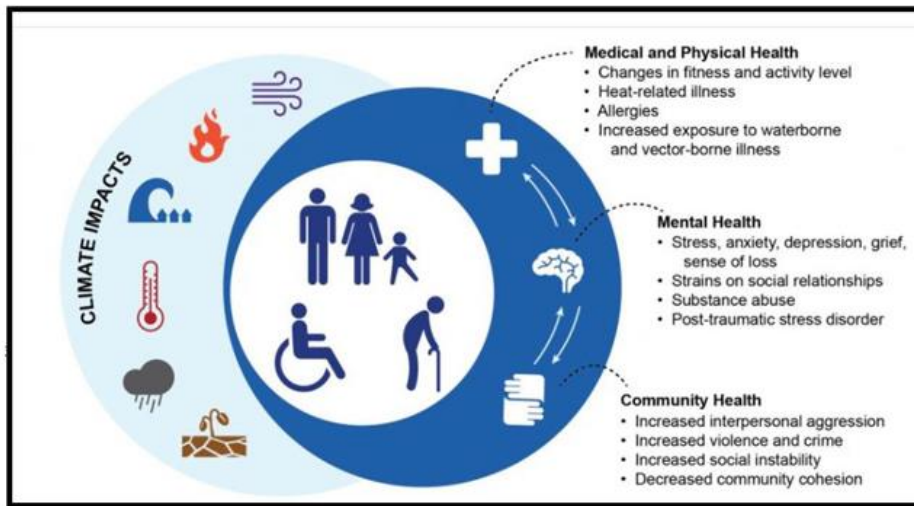 CLIMATE IMPACTS
Medical and Physical Health
• Changes in fitness and activity level
• Heat-related illness
• Allergies
• Increased exposure to waterborne
and vector-borne illness
Mental Health
• Stress, anxiety, depression, grief,
sense of loss
• Strains on social relationships
• Substance abuse
• Post-traumatic stress disorder
Community Health
• Increased interpersonal aggression
• Increased violence and crime
• Increased social instability
• Decreased community cohesion